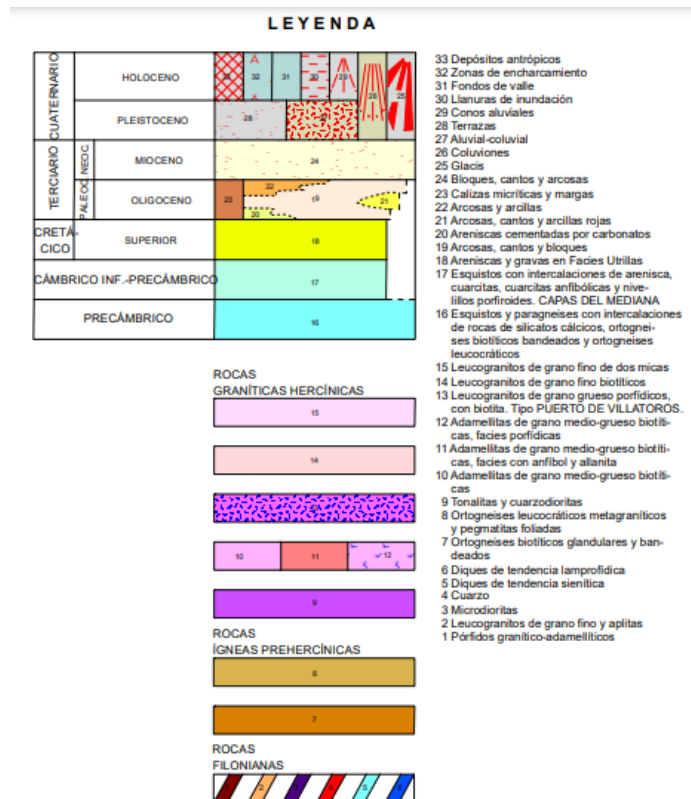 LEYENDA
CUATERNARIO
HOLOCENO
32
31
30
29
26
25
PLEISTOCENO
28
TERCIARIO
NEOC.
MIOCENO
24
PALEOC.
OLIGOCENO
23
22
19
21
20
CRETÁ-
CICO
SUPERIOR
18
CÁMBRICO INF.-PRECÁMBRICO
17
PRECÁMBRICO
16
33 Depósitos antrópicos
32 Zonas de encharcamiento
31 Fondos de valle
30 Llanuras de inundación
29 Conos aluviales
28 Terrazas
27 Aluvial-coluvial
26 Coluviones
25 Glacis
24 Bloques, cantos y arcosas
23 Calizas micríticas y margas
22 Arcosas y arcillas
21 Arcosas, cantos y arcillas rojas
20 Areniscas cementadas por carbonatos
19 Arcosas, cantos y bloques
18 Areniscas y gravas en Facies Utrillas
17 Esquistos con intercalaciones de arenisca,
cuarcitas, cuarcitas anfibólicas y nive-
lillos porfiroides. CAPAS DEL MEDIANA
16 Esquistos y paragneises con intercalaciones
de rocas de silicatos cálcicos, ortognei-
ses biotíticos bandeados y ortogneises
leucocráticos
15 Leucogranitos de grano fino de dos micas
14 Leucogranitos de grano fino biotíticos
13 Leucogranitos de grano grueso porfídicos,
con biotita. Tipo PUERTO DE VILLATOROS.
12 Adamellitas de grano medio-grueso biotíti-
cas, facies porfídicas
11 Adamellitas de grano medio-grueso biotíti-
cas, facies con anfíbol y allanita
10 Adamellitas de grano medio-grueso biotíti-
cas
9 Tonalitas y cuarzodioritas
8 Ortogneises leucocráticos metagraníticos
y pegmatitas foliadas
7 Ortogneises biotíticos glandulares y ban-
deados
6 Diques de tendencia lamprofídica
5 Diques de tendencia sienítica
4 Cuarzo
3 Microdioritas
2 Leucogranitos de grano fino y aplitas
1 Pórfidos granítico-adamellíticos
ROCAS
GRANÍTICAS HERCÍNICAS
15
14
10
11
12
9
ROCAS
ÍGNEAS PREHERCÍNICAS
8
7
ROCAS
FILONIANAS
2
5